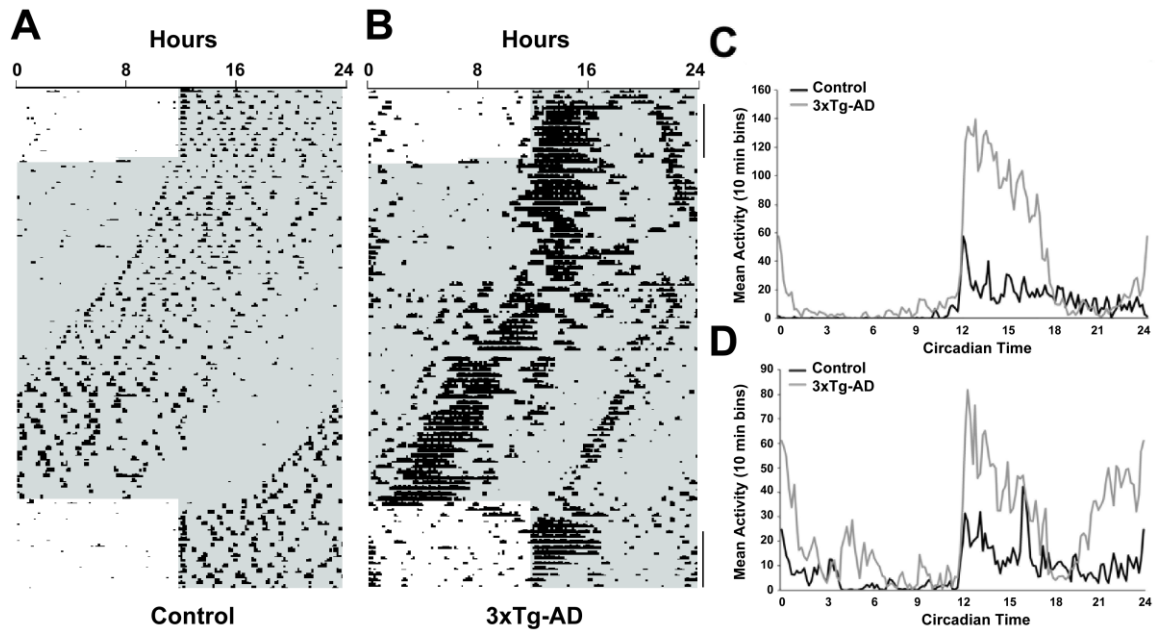 A
Hours
0 8 16 24
Control
B
Hours
0 8 16 24
3xTg-AD
C
Control
3xTg-AD
160
140
120
100
80
60
40
20
0
Mean Activity (10 min bins)
0 3 6 9 12 15 18 21 24
Circadian Time
D
Control
3xTg-AD
90
80
70
60
50
40
30
20
10
0
Mean Activity (10 min bins)
0 3 6 9 12 15 18 21 24
Circadian Time